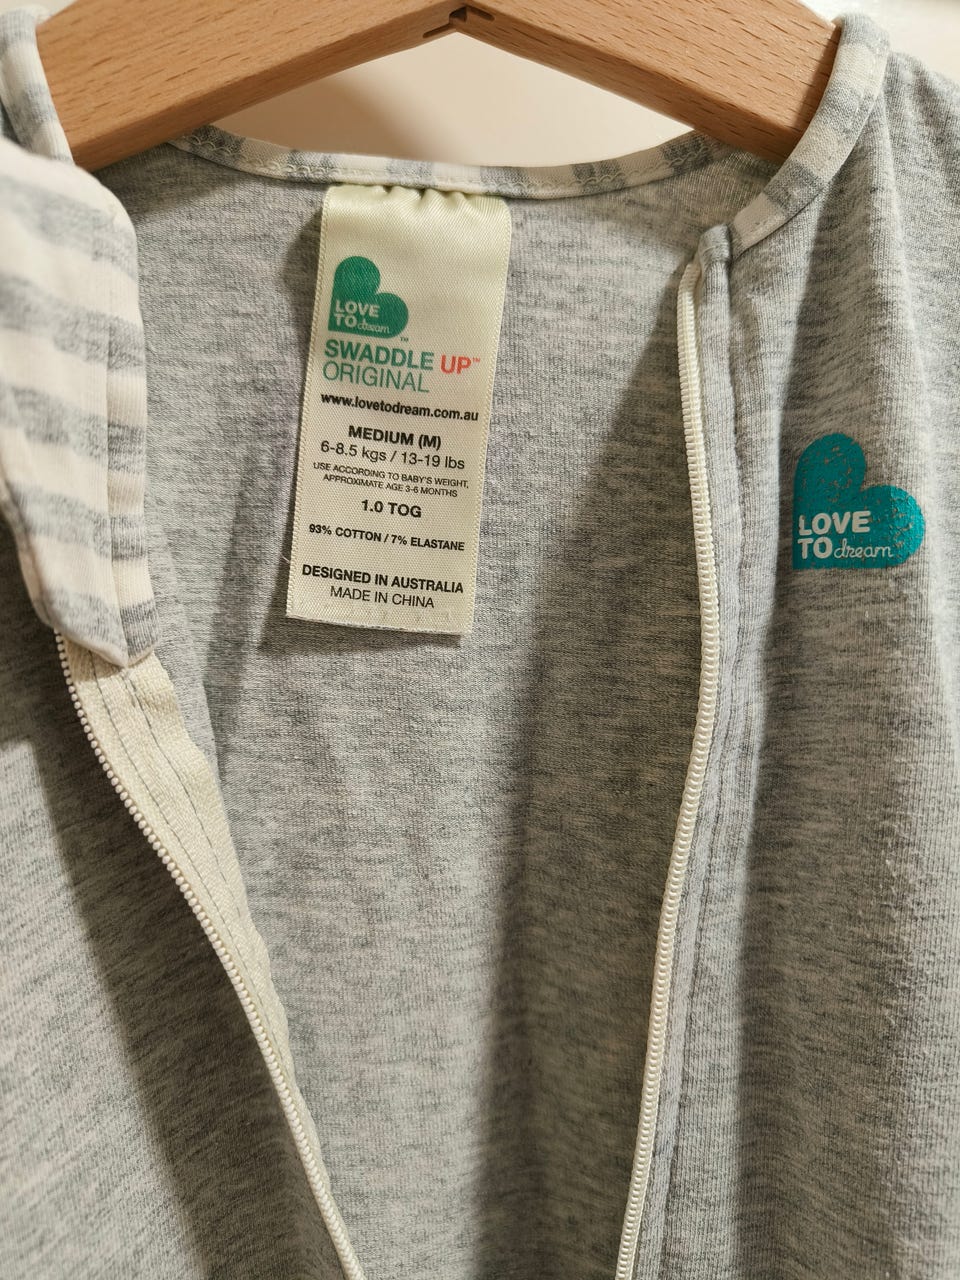 LOVE
TO dream™
SWADDLE UP™
ORIGINAL
www.lovetodream.com.au
MEDIUM (M)
6-8.5 kgs / 13-19 lbs
USE ACCORDING TO BABY'S WEIGHT,
APPROXIMATE AGE 3-6 MONTHS
1.0 TOG
93% COTTON / 7% ELASTANE
DESIGNED IN AUSTRALIA
MADE IN CHINA
LOVE
TO dream